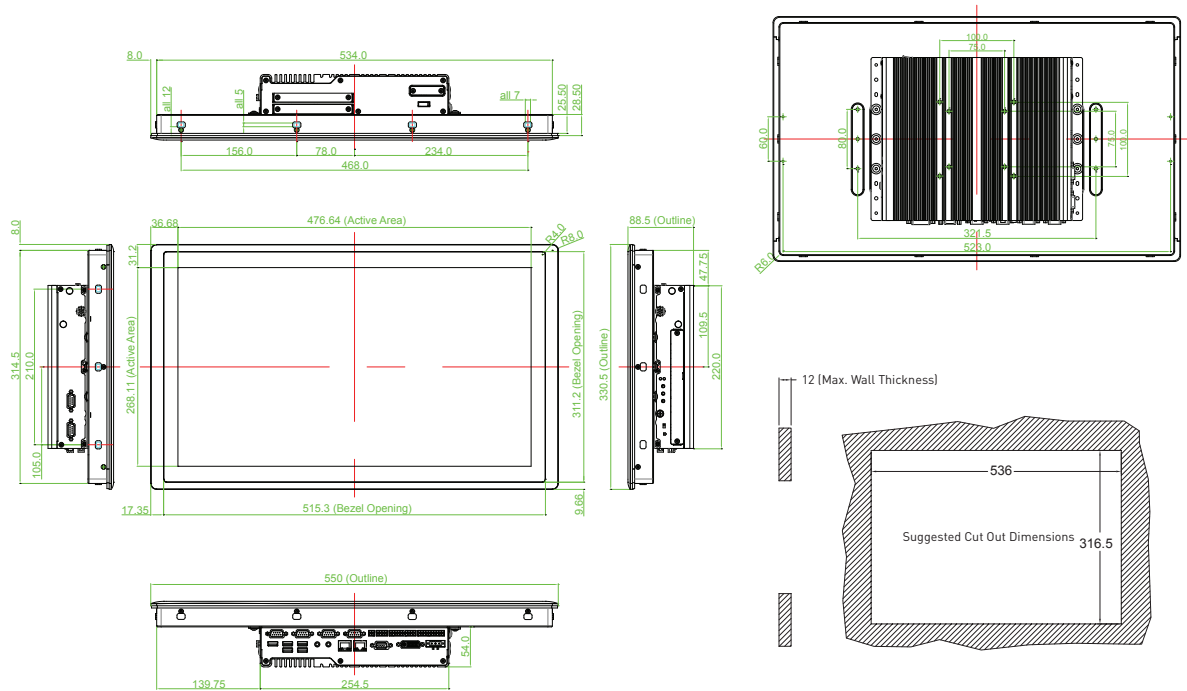 8.0
534.0
all 12
all 5
all 7
25.50
28.50
156.0
78.0
234.0
468.0
100.0
75.0
60.0
80.0
75.0
100.0
321.5
523.0
R6.0
8.0
36.68
476.64 (Active Area)
R4.0
R8.0
31.2
314.5
210.0
105.0
268.11 (Active Area)
311.2 (Bezel Opening)
17.35
515.3 (Bezel Opening)
9.66
88.5 (Outline)
47.75
109.5
220.0
330.5 (Outline)
12 (Max. Wall Thickness)
536
Suggested Cut Out Dimensions
316.5
550 (Outline)
54.0
139.75
254.5